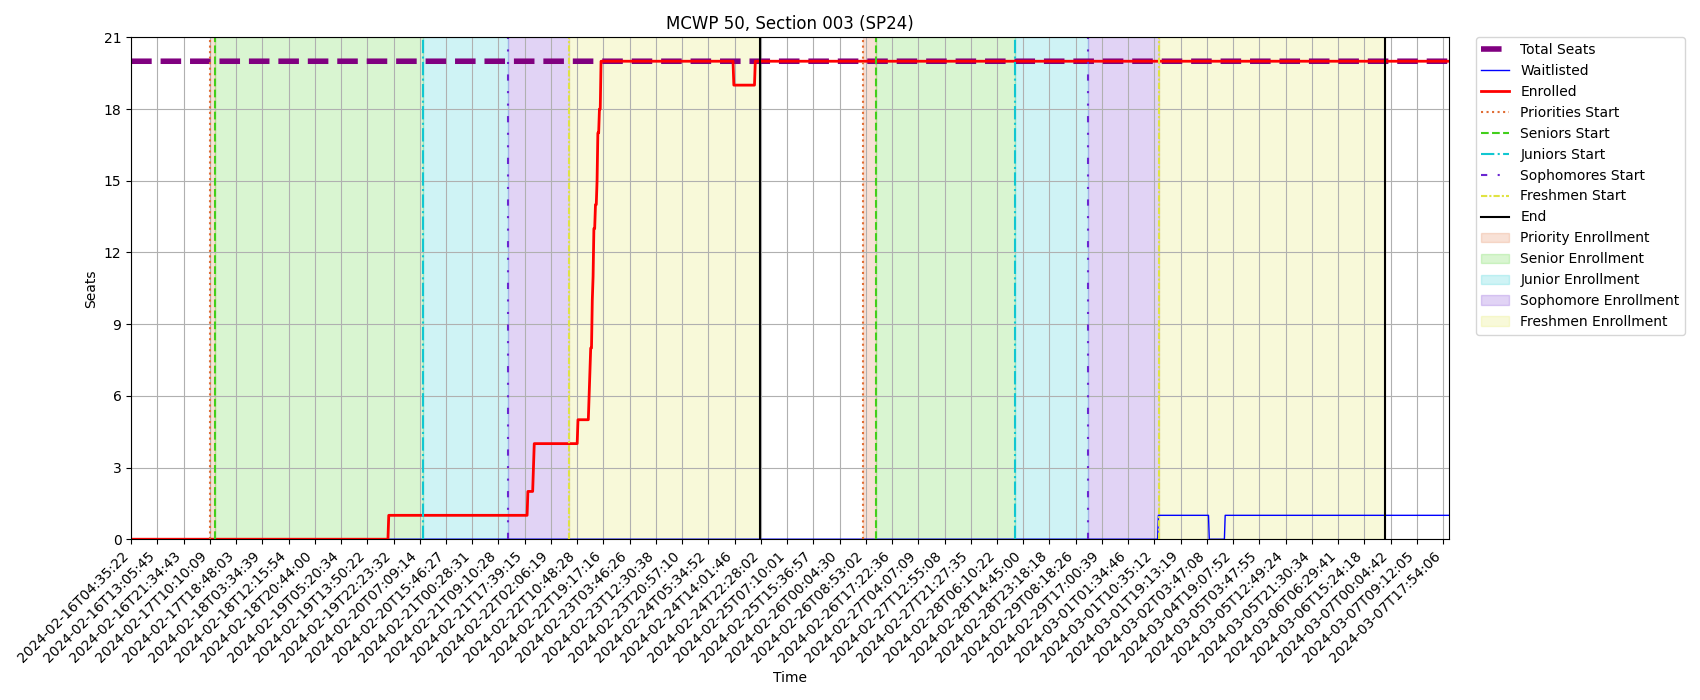 MCWP 50, Section 003 (SP24)
21
18
15
12
9
6
3
0
Seats
2024-02-16T04:35:22
2024-02-16T13:05:45
2024-02-16T21:34:43
2024-02-17T10:10:09
2024-02-17T18:48:03
2024-02-18T03:34:39
2024-02-18T12:15:54
2024-02-18T20:44:00
2024-02-19T05:20:34
2024-02-19T13:50:22
2024-02-19T22:23:32
2024-02-20T07:09:14
2024-02-20T15:46:27
2024-02-21T00:28:31
2024-02-21T09:10:28
2024-02-21T17:39:15
2024-02-22T02:06:19
2024-02-22T10:48:28
2024-02-22T19:17:16
2024-02-23T03:46:26
2024-02-23T12:30:38
2024-02-23T20:57:10
2024-02-24T05:34:52
2024-02-24T14:01:46
2024-02-24T22:28:02
2024-02-25T07:10:01
2024-02-25T15:36:57
2024-02-26T00:04:30
2024-02-26T08:53:02
2024-02-26T17:22:36
2024-02-27T04:07:09
2024-02-27T12:55:08
2024-02-27T21:27:35
2024-02-28T06:10:22
2024-02-28T14:45:00
2024-02-28T23:18:18
2024-02-29T08:18:26
2024-02-29T17:00:39
2024-03-01T01:34:46
2024-03-01T10:35:12
2024-03-01T19:13:19
2024-03-02T03:47:08
2024-03-04T19:07:52
2024-03-05T03:47:55
2024-03-05T12:49:24
2024-03-05T21:30:34
2024-03-06T06:29:41
2024-03-06T15:24:18
2024-03-07T00:04:42
2024-03-07T09:12:05
2024-03-07T17:54:06
Time
Total Seats
Waitlisted
Enrolled
Priorities Start
Seniors Start
Juniors Start
Sophomores Start
Freshmen Start
End
Priority Enrollment
Senior Enrollment
Junior Enrollment
Sophomore Enrollment
Freshmen Enrollment